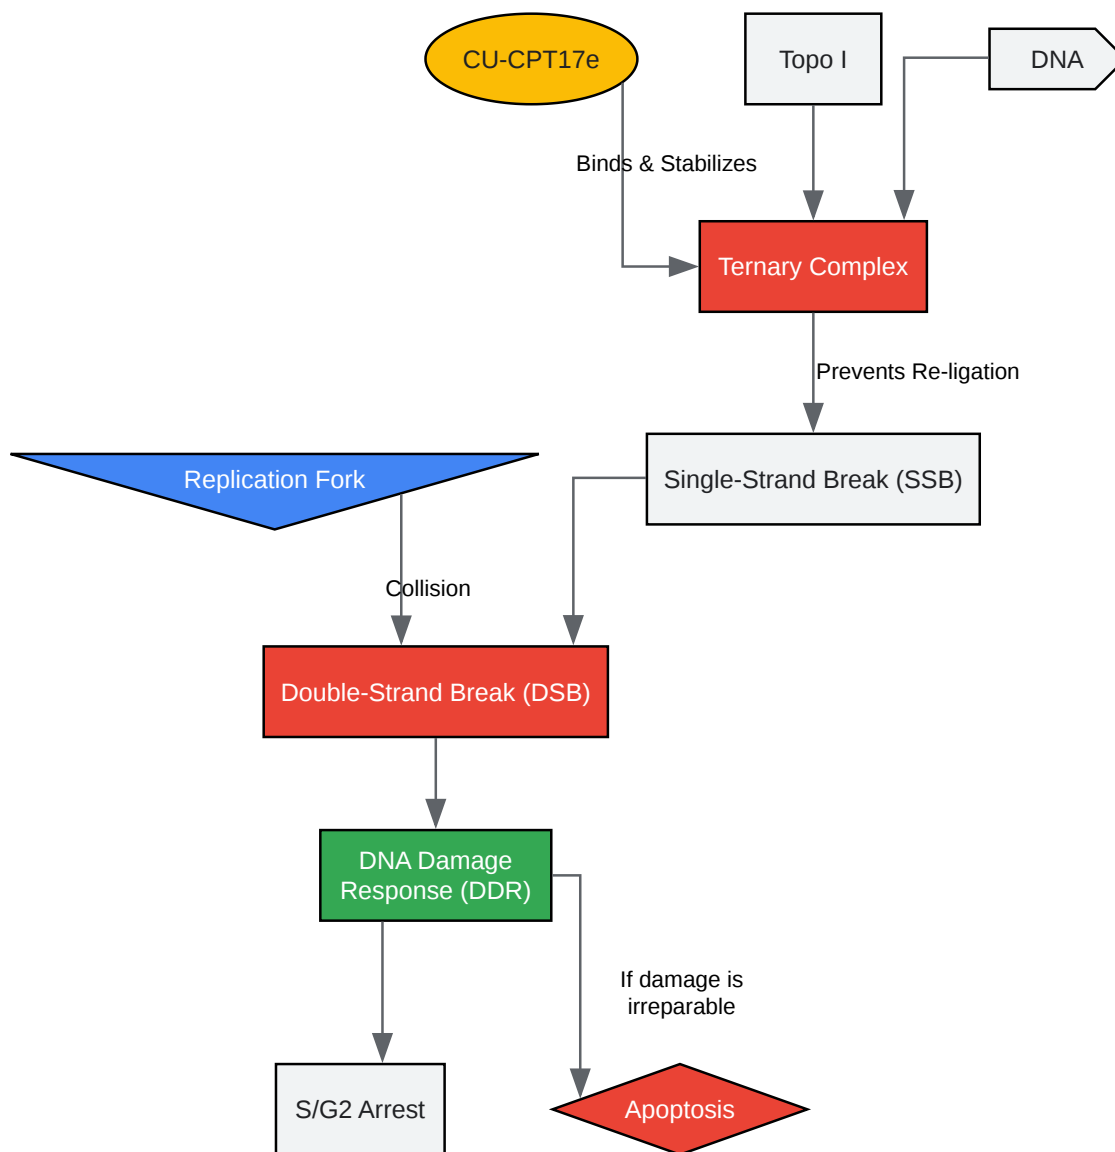 CU-CPT17e
Topo I
DNA
Binds & Stabilizes
Ternary Complex
Prevents Re-ligation
Replication Fork
Single-Strand Break (SSB)
Collision
Double-Strand Break (DSB)
DNA Damage
Response (DDR)
If damage is
irreparable
S/G2 Arrest
Apoptosis